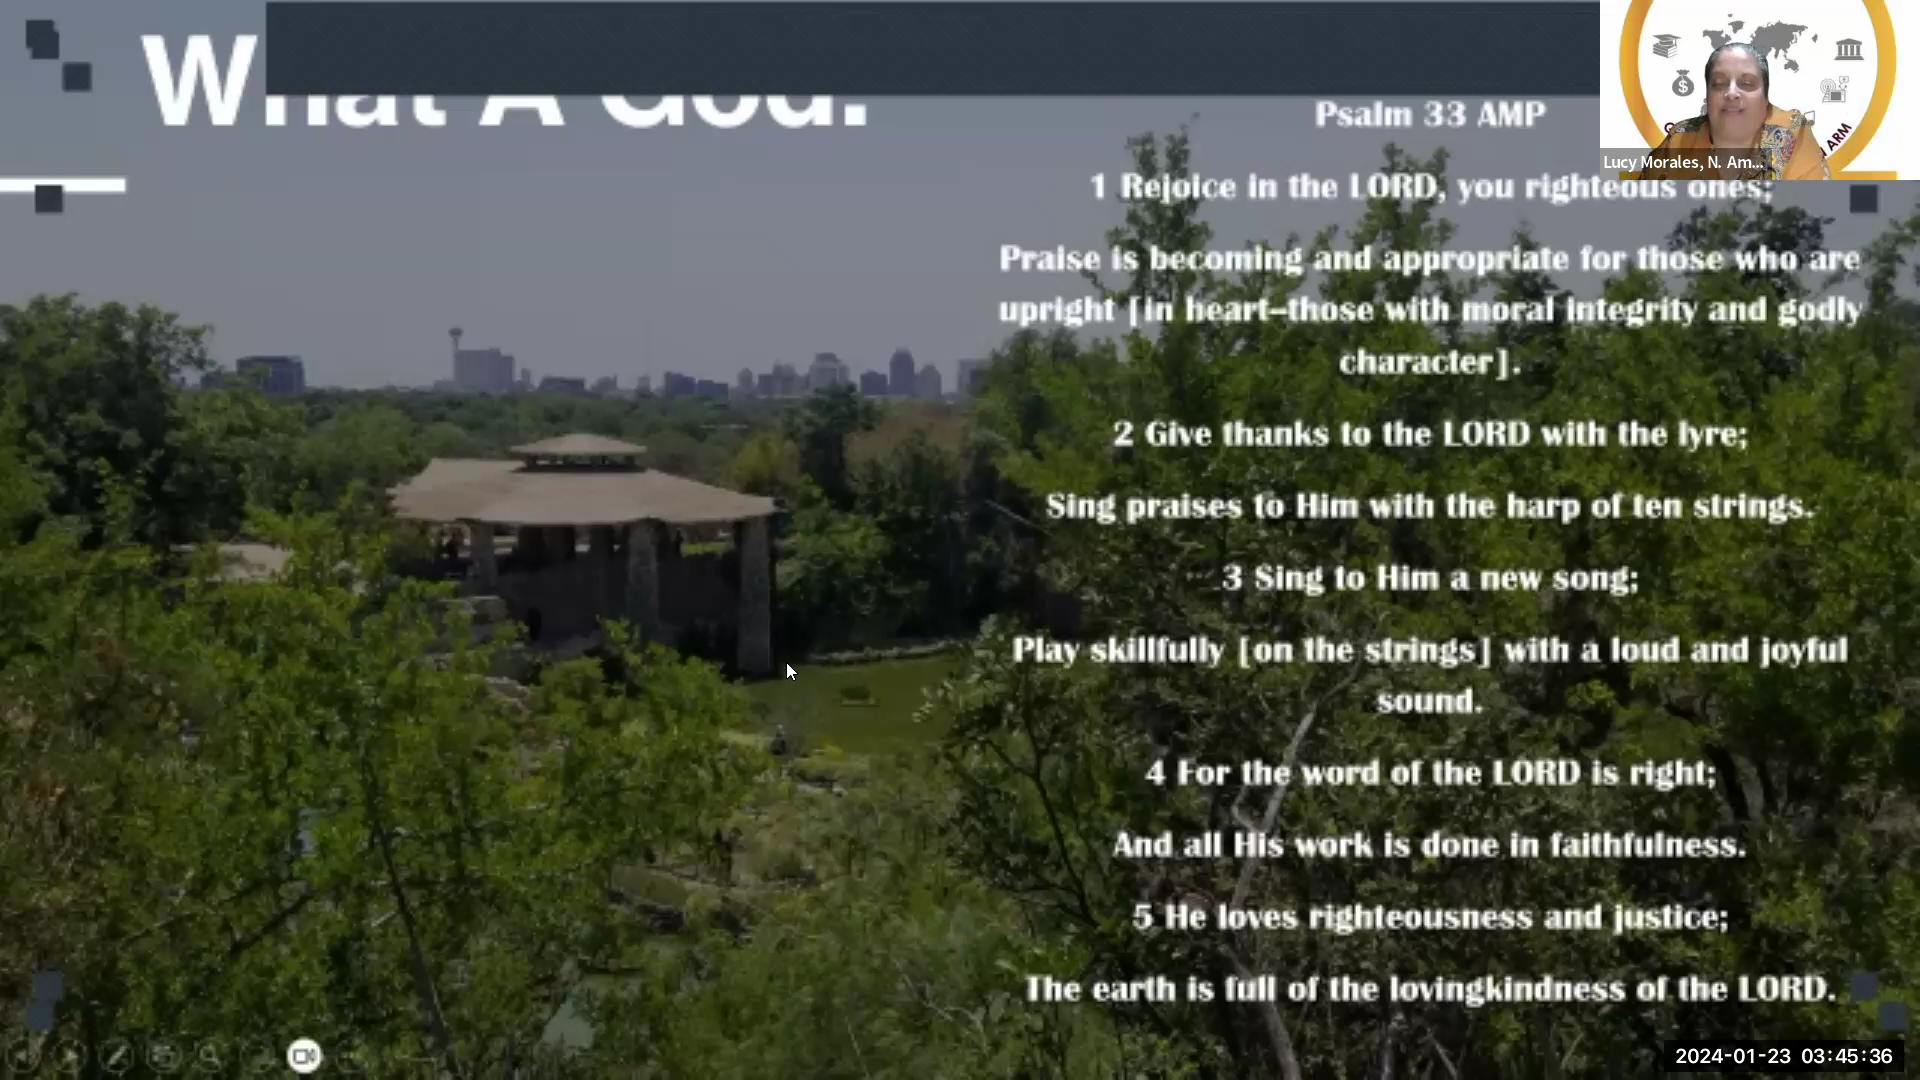 What A God.
Psalm 33 AMP
1 Rejoice in the LORD, you righteous ones;
Praise is becoming and appropriate for those who are
upright [in heart—those with moral integrity and godly
character].
2 Give thanks to the LORD with the lyre;
Sing praises to Him with the harp of ten strings.
3 Sing to Him a new song;
Play skillfully [on the strings] with a loud and joyful
sound.
4 For the word of the LORD is right;
And all His work is done in faithfulness.
5 He loves righteousness and justice;
The earth is full of the lovingkindness of the LORD.
ARM
Lucy Morales, N. Am...
2024-01-23 03:45:36